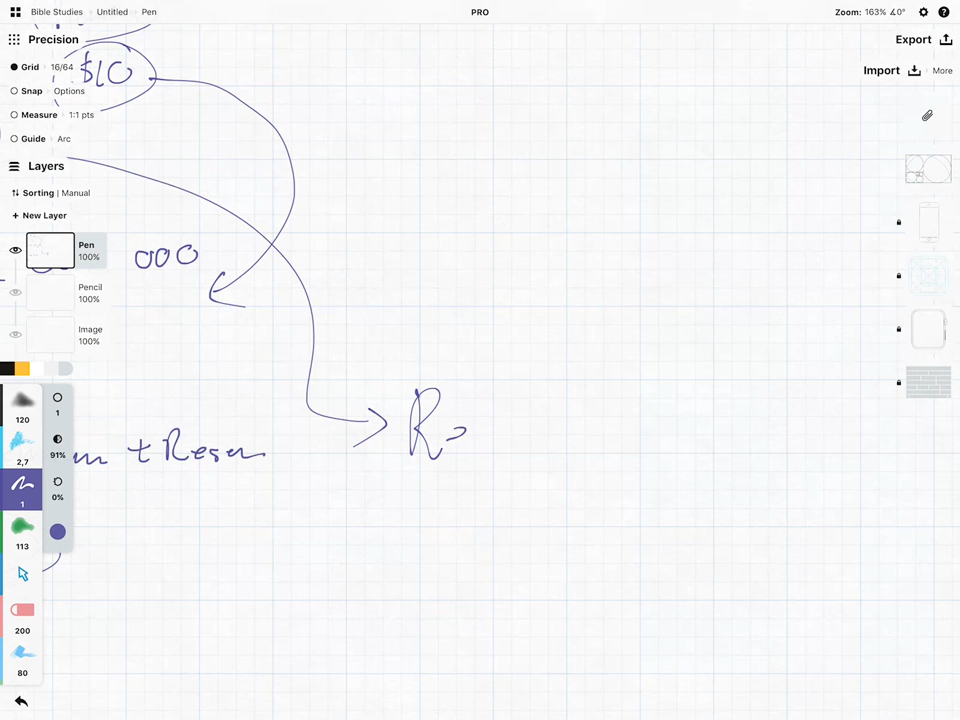 Bible Studies › Untitled › Pen
PRO
Zoom: 163% ∡0°
Precision
Export
Grid › 16/64
$10
Import
More
Snap › Options
Measure › 1:1 pts
Guide › Arc
Layers
Sorting | Manual
+ New Layer
Pen
100%
000
Pencil
100%
Image
100%
120
1
2,7
91%
1
0%
113
200
80
+ Reser
R